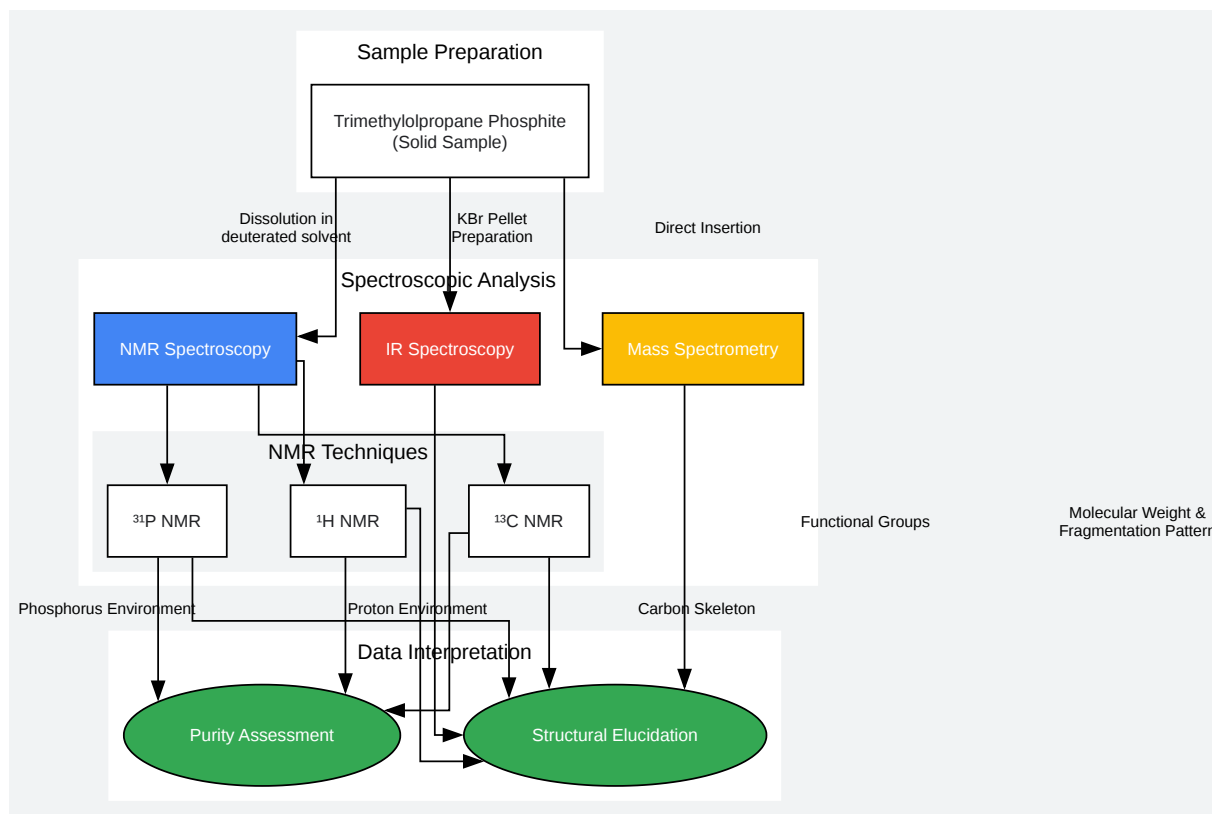 Sample Preparation
Trimethylolpropane Phosphite
(Solid Sample)
Dissolution in
deuterated solvent
KBr Pellet
Preparation
Direct Insertion
Spectroscopic Analysis
NMR Spectroscopy
IR Spectroscopy
Mass Spectrometry
NMR Techniques
³¹P NMR
¹H NMR
¹³C NMR
Functional Groups
Molecular Weight &
Fragmentation Pattern
Phosphorus Environment
Proton Environment
Carbon Skeleton
Data Interpretation
Purity Assessment
Structural Elucidation